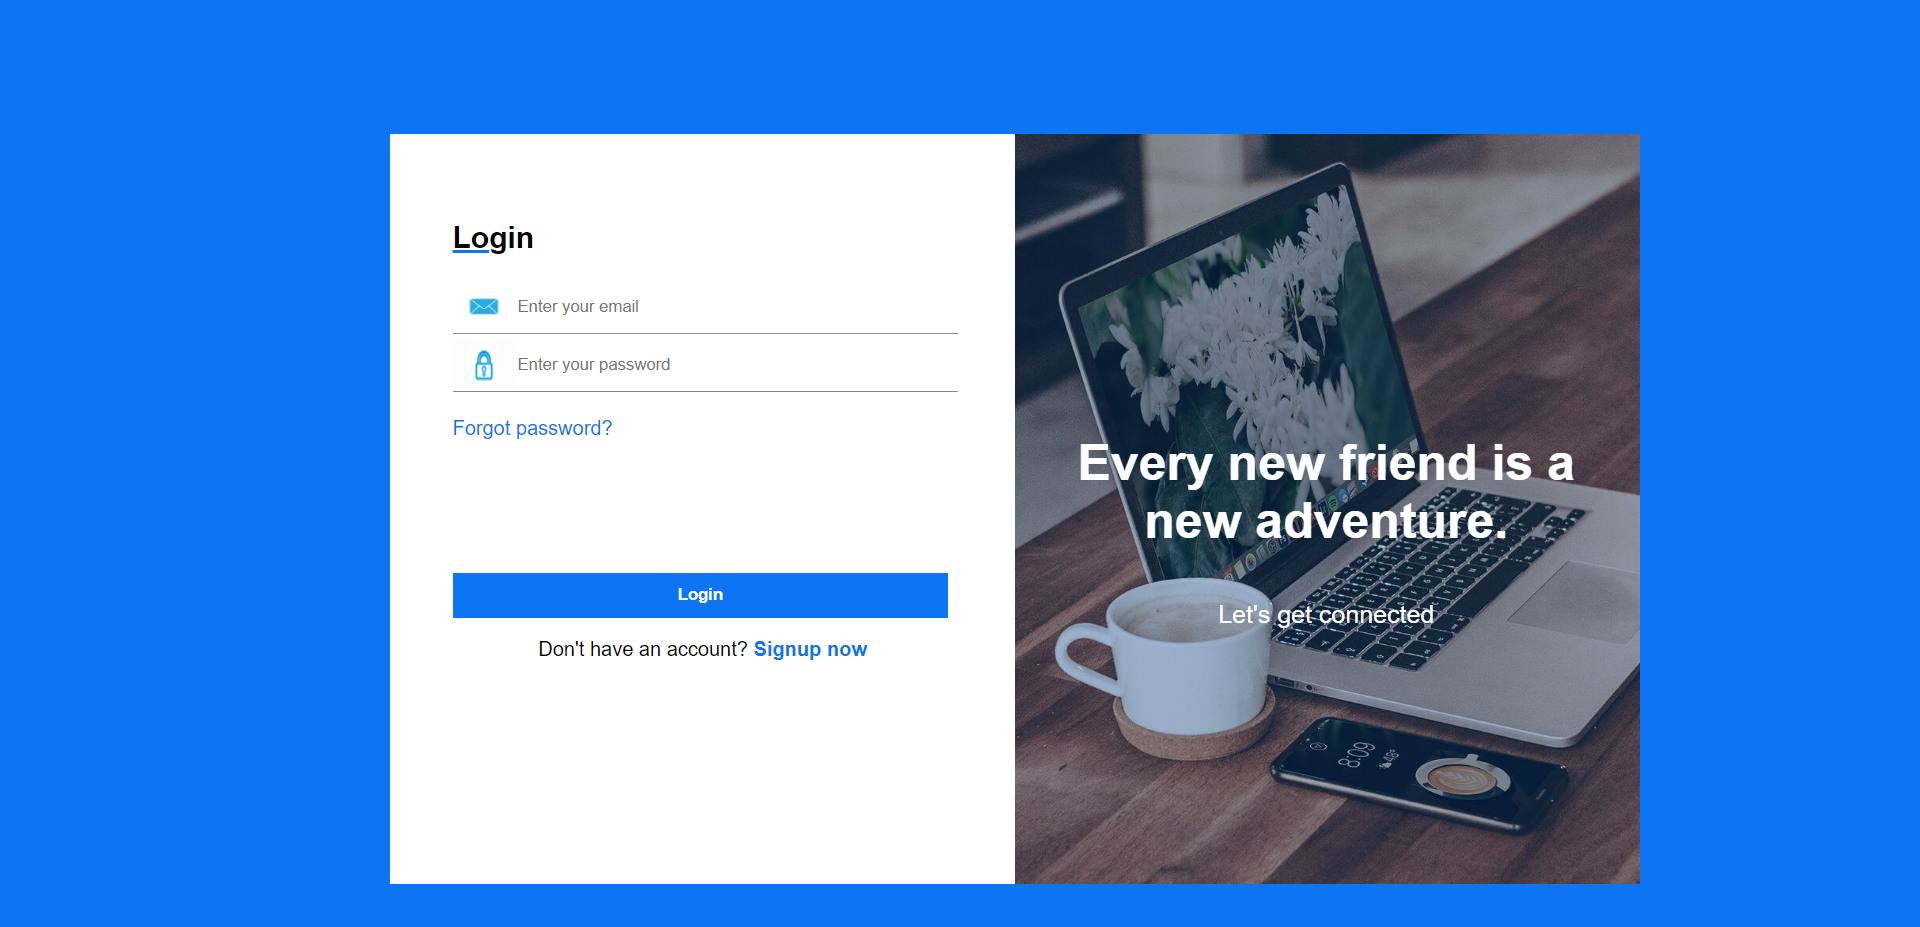 Login
Enter your email
Enter your password
Forgot password?
Login
Don't have an account? Signup now
Every new friend is a
new adventure.
Let's get connected
8:09
48°